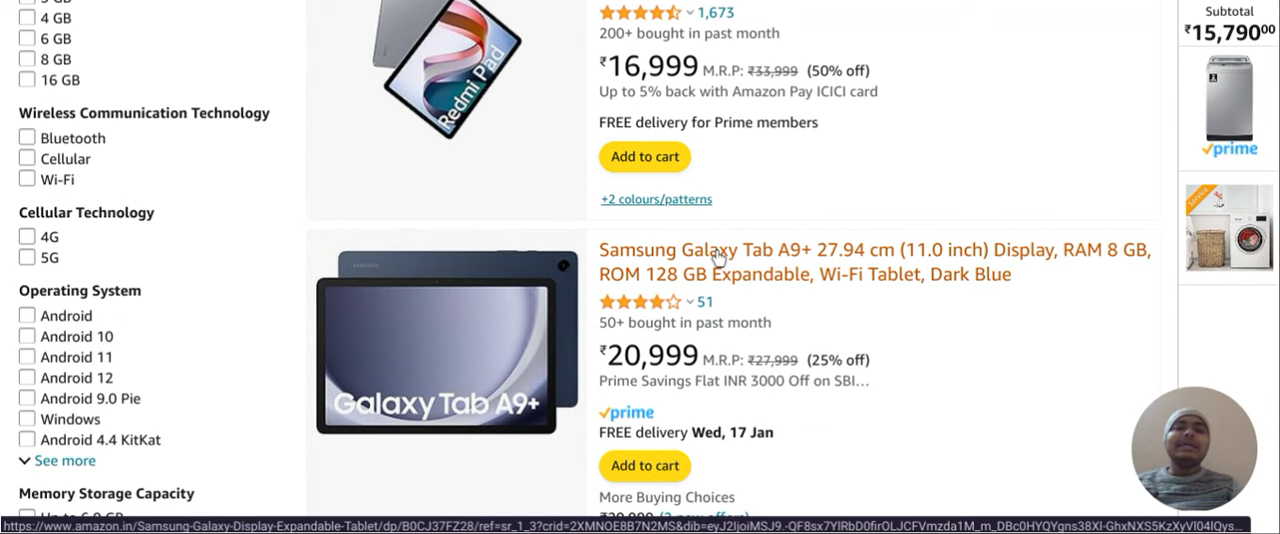 4 GB
6 GB
8 GB
16 GB
Wireless Communication Technology
Bluetooth
Cellular
Wi-Fi
Cellular Technology
4G
5G
Operating System
Android
Android 10
Android 11
Android 12
Android 9.0 Pie
Windows
Android 4.4 KitKat
See more
Memory Storage Capacity
Redmi Pad
1,673
200+ bought in past month
₹16,999 M.R.P: ₹33,999 (50% off)
Up to 5% back with Amazon Pay ICICI card
FREE delivery for Prime members
Add to cart
+2 colours/patterns
SAMSUNG
Galaxy Tab A9+
Samsung Galaxy Tab A9+ 27.94 cm (11.0 inch) Display, RAM 8 GB,
ROM 128 GB Expandable, Wi-Fi Tablet, Dark Blue
51
50+ bought in past month
₹20,999 M.R.P: ₹27,999 (25% off)
Prime Savings Flat INR 3000 Off on SBI...
prime
FREE delivery Wed, 17 Jan
Add to cart
More Buying Choices
Subtotal
₹15,79000
prime
Service